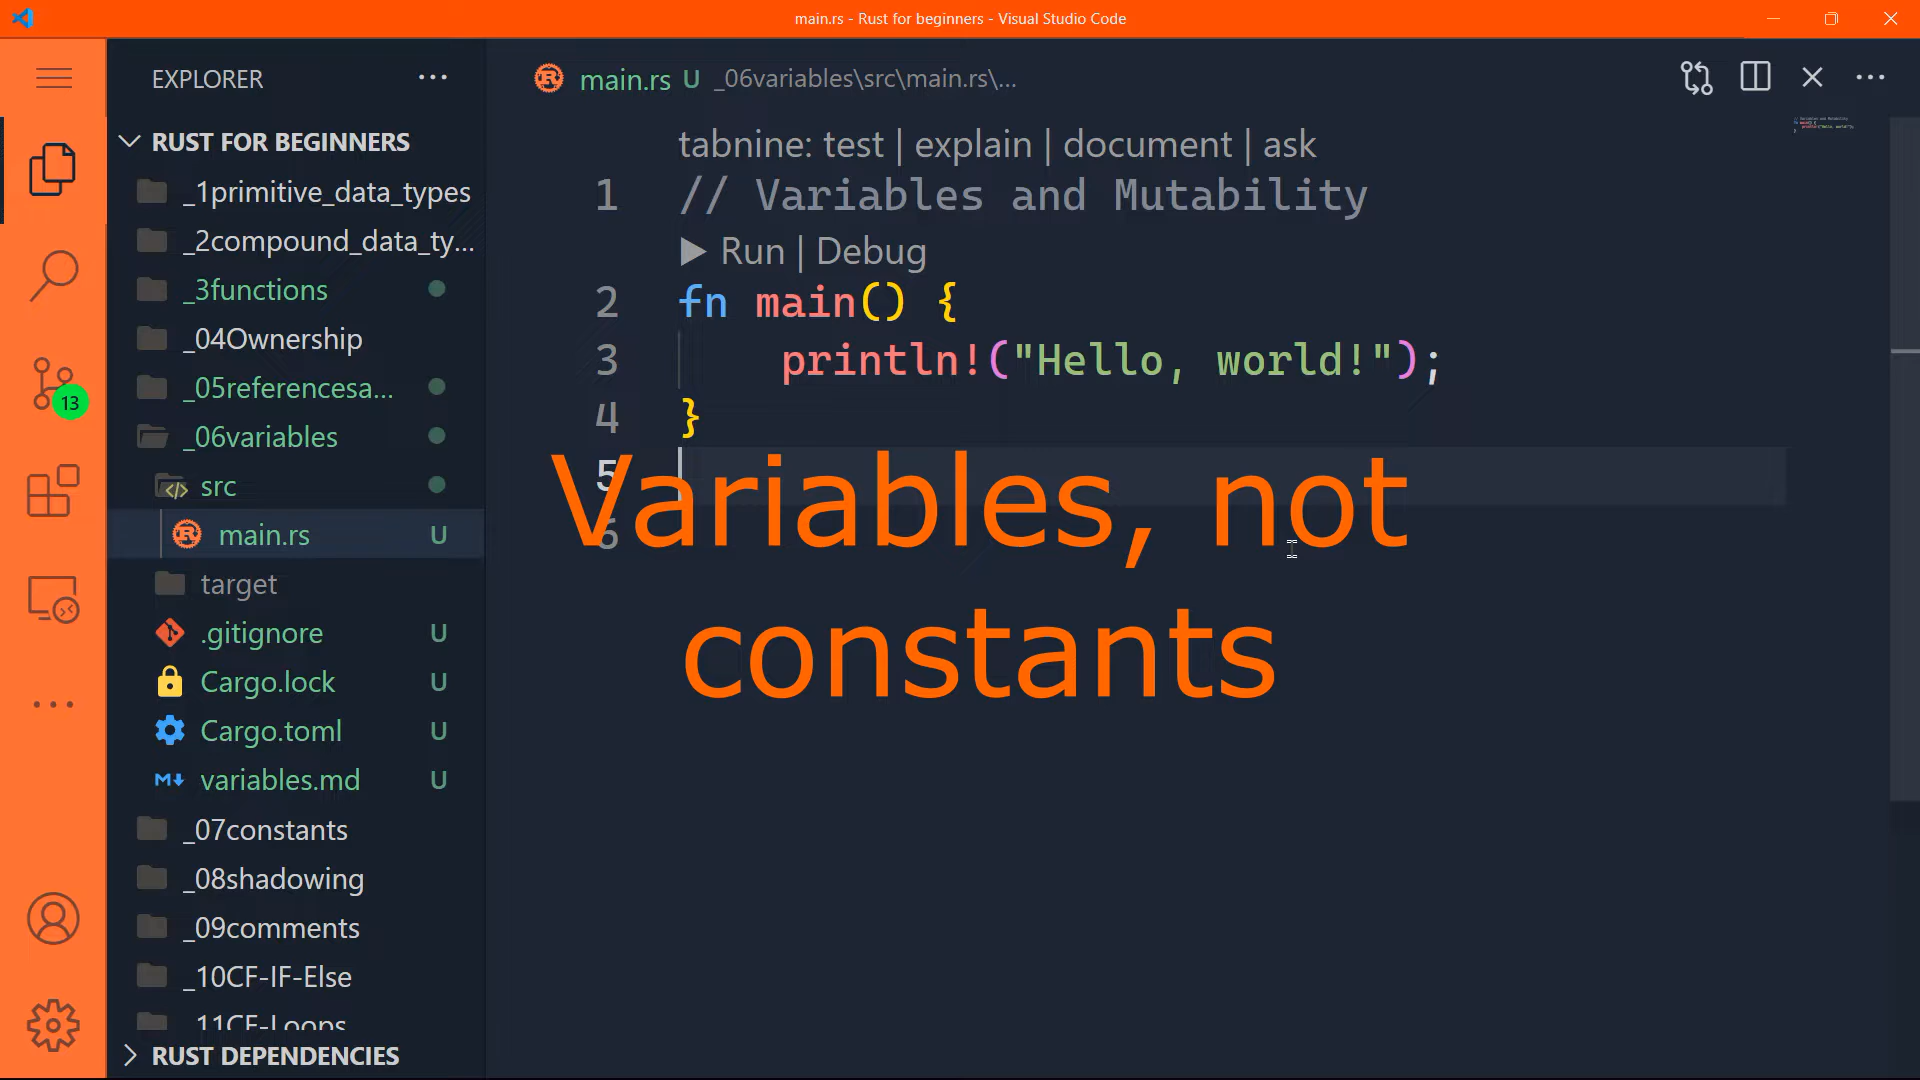 main.rs - Rust for beginners - Visual Studio Code
EXPLORER
RUST FOR BEGINNERS
_1primitive_data_types
_2compound_data_ty...
_3functions
_04Ownership
_05referencesa...
_06variables
src
main.rs U
target
.gitignore U
Cargo.lock U
Cargo.toml U
variables.md U
_07constants
_08shadowing
_09comments
_10CF-IF-Else
_11CF-Loops
RUST DEPENDENCIES
13
main.rs U _06variables\src\main.rs\...
tabnine: test | explain | document | ask
1 // Variables and Mutability
Run | Debug
2 fn main() {
3 println!("Hello, world!");
4 }
5
6
Variables, not
constants